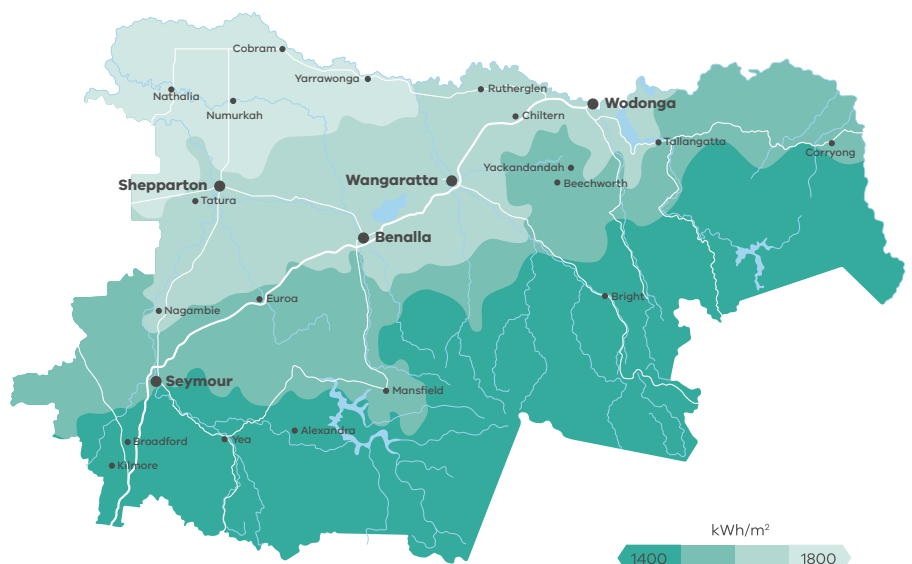 Cobram
Yarrawonga
Nathalia
Rutherglen
Numurkah
Wodonga
Chiltern
Tallangatta
Corryong
Yackandandah
Shepparton
Wangaratta
Beechworth
Tatura
Benalla
Euroa
Bright
Nagambie
Seymour
Mansfield
Alexandra
Broadford
Yea
Kilmore
kWh/m²
1400
1800